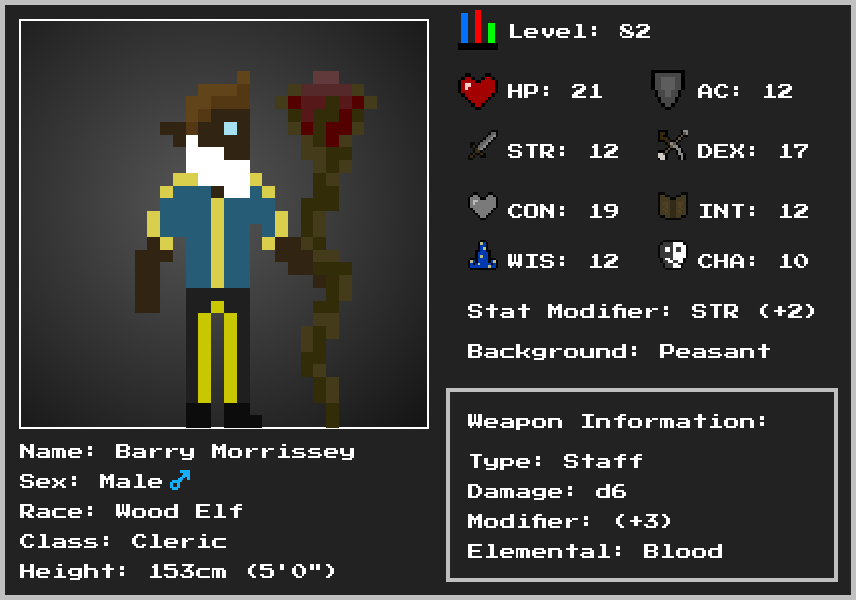 Level: 82
HP: 21 AC: 12
STR: 12 DEX: 17
CON: 19 INT: 12
WIS: 12 CHA: 10
Stat Modifier: STR (+2)
Background: Peasant
Weapon Information:
Type: Staff
Damage: d6
Modifier: (+3)
Elemental: Blood
Name: Barry Morrissey
Sex: Male♂
Race: Wood Elf
Class: Cleric
Height: 153cm (5'0")